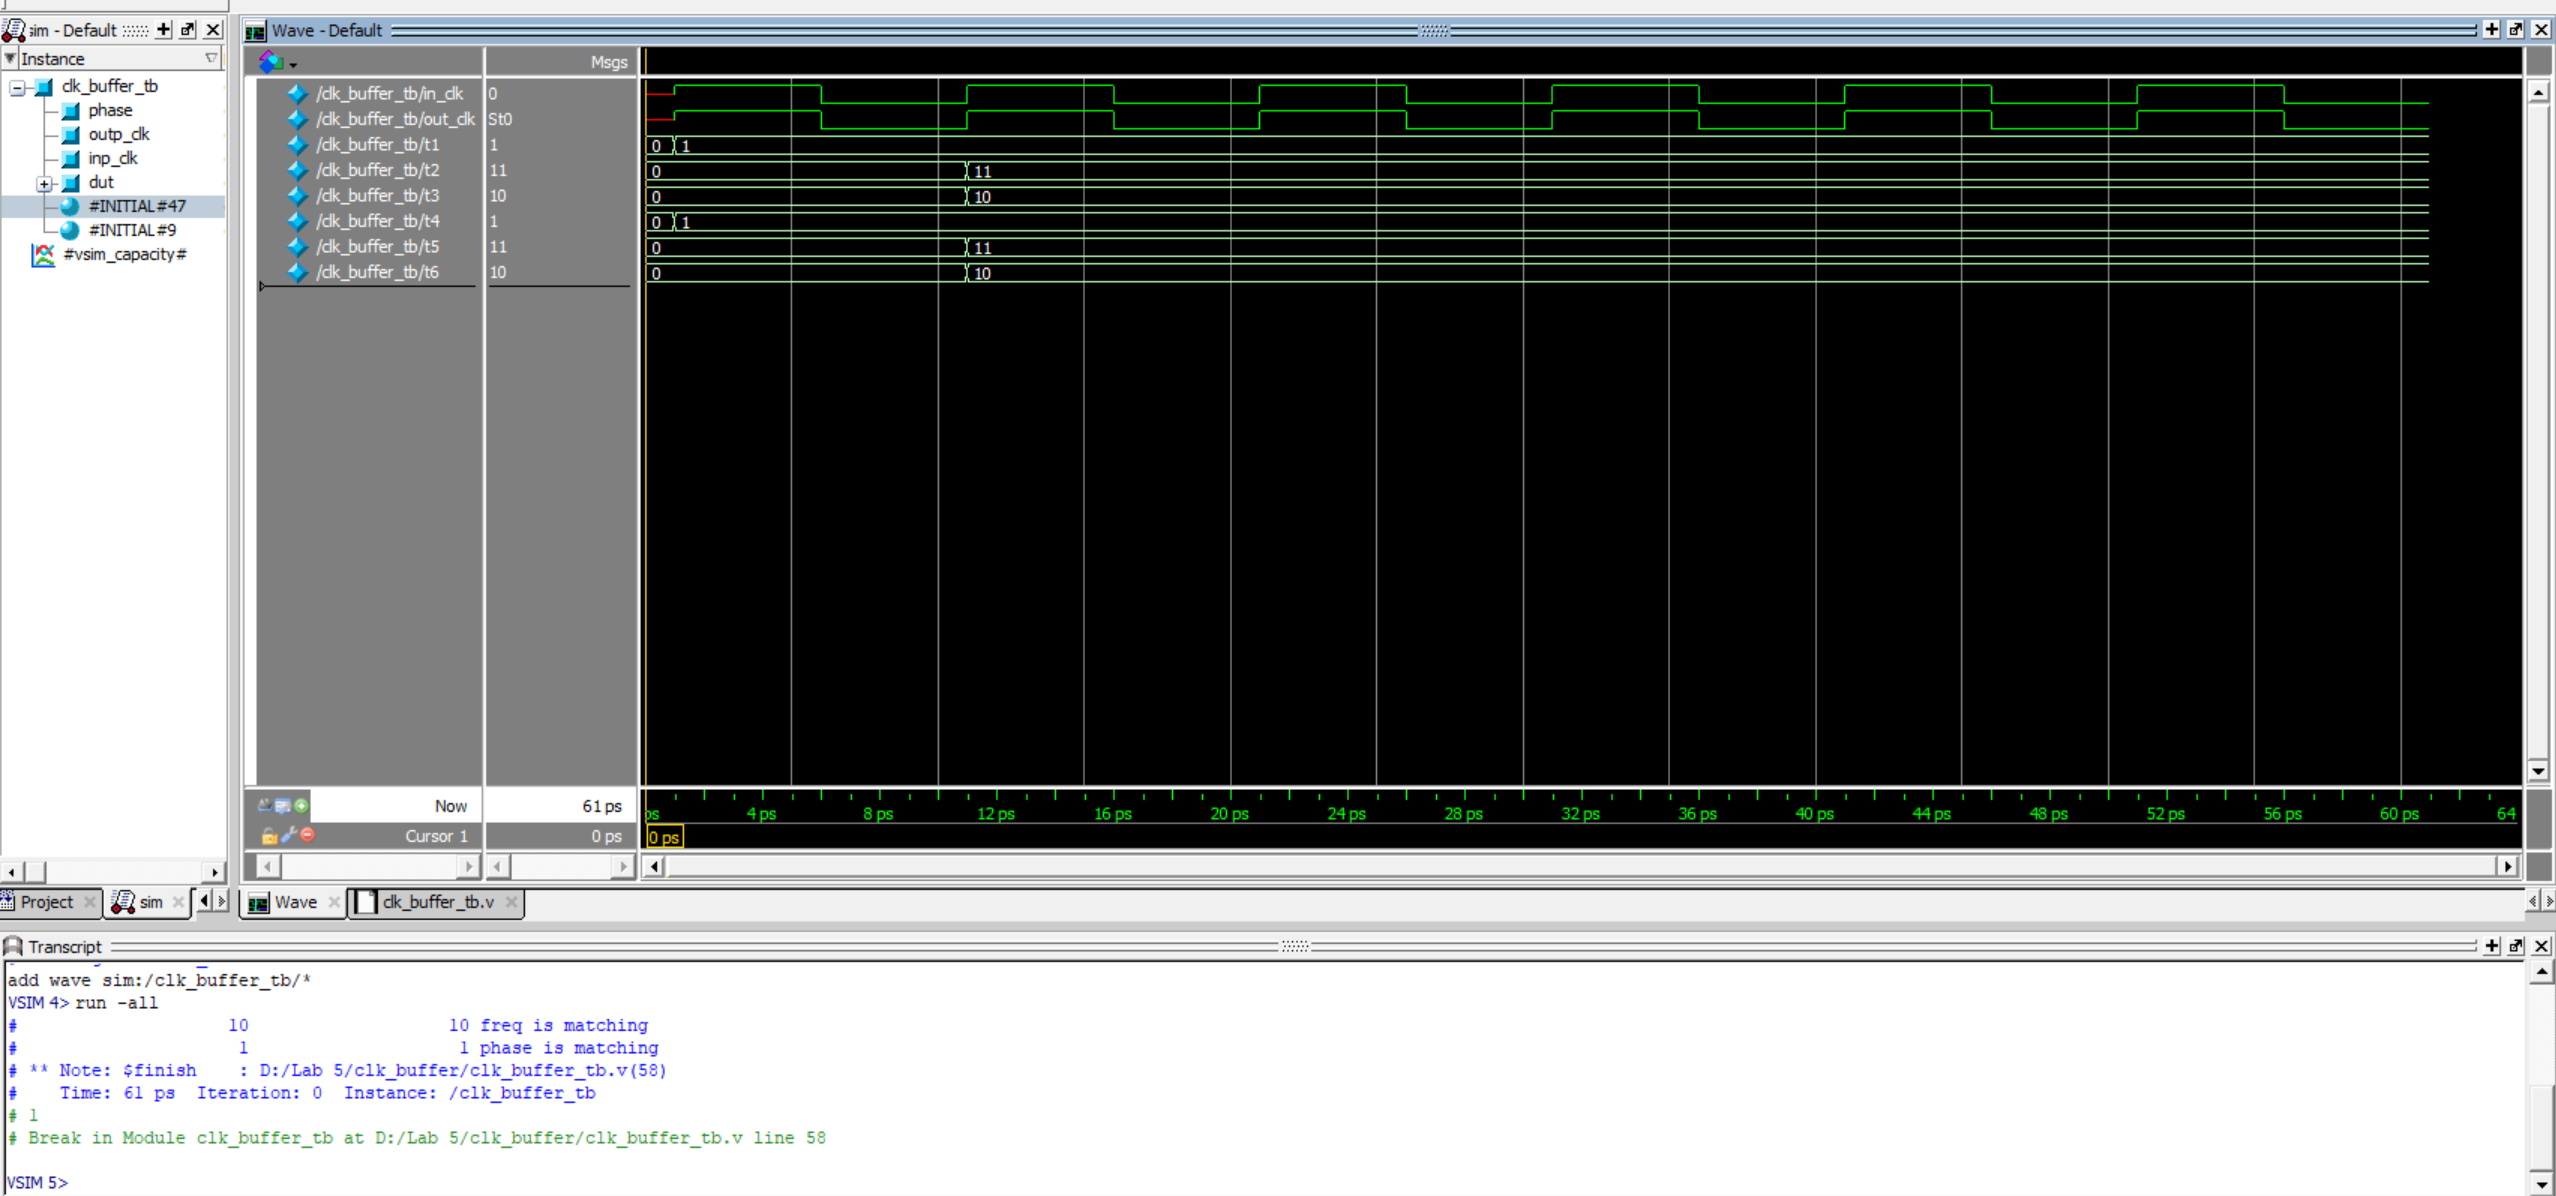 sim - Default
Instance
clk_buffer_tb
phase
outp_clk
inp_clk
dut
#INITIAL#47
#INITIAL#9
#vsim_capacity#
Project
sim
Wave - Default
Msgs
/clk_buffer_tb/in_clk 0
/clk_buffer_tb/out_clk St0
/clk_buffer_tb/t1 1 0 1
/clk_buffer_tb/t2 11 0 11
/clk_buffer_tb/t3 10 0 10
/clk_buffer_tb/t4 1 0 1
/clk_buffer_tb/t5 11 0 11
/clk_buffer_tb/t6 10 0 10
Now 61 ps ps 4 ps 8 ps 12 ps 16 ps 20 ps 24 ps 28 ps 32 ps 36 ps 40 ps 44 ps 48 ps 52 ps 56 ps 60 ps 64
Cursor 1 0 ps 0 ps
Wave clk_buffer_tb.v
Transcript
add wave sim:/clk_buffer_tb/*
VSIM 4> run -all
# 10 10 freq is matching
# 1 1 phase is matching
# ** Note: $finish : D:/Lab 5/clk_buffer/clk_buffer_tb.v(58)
# Time: 61 ps Iteration: 0 Instance: /clk_buffer_tb
# 1
# Break in Module clk_buffer_tb at D:/Lab 5/clk_buffer/clk_buffer_tb.v line 58
VSIM 5>